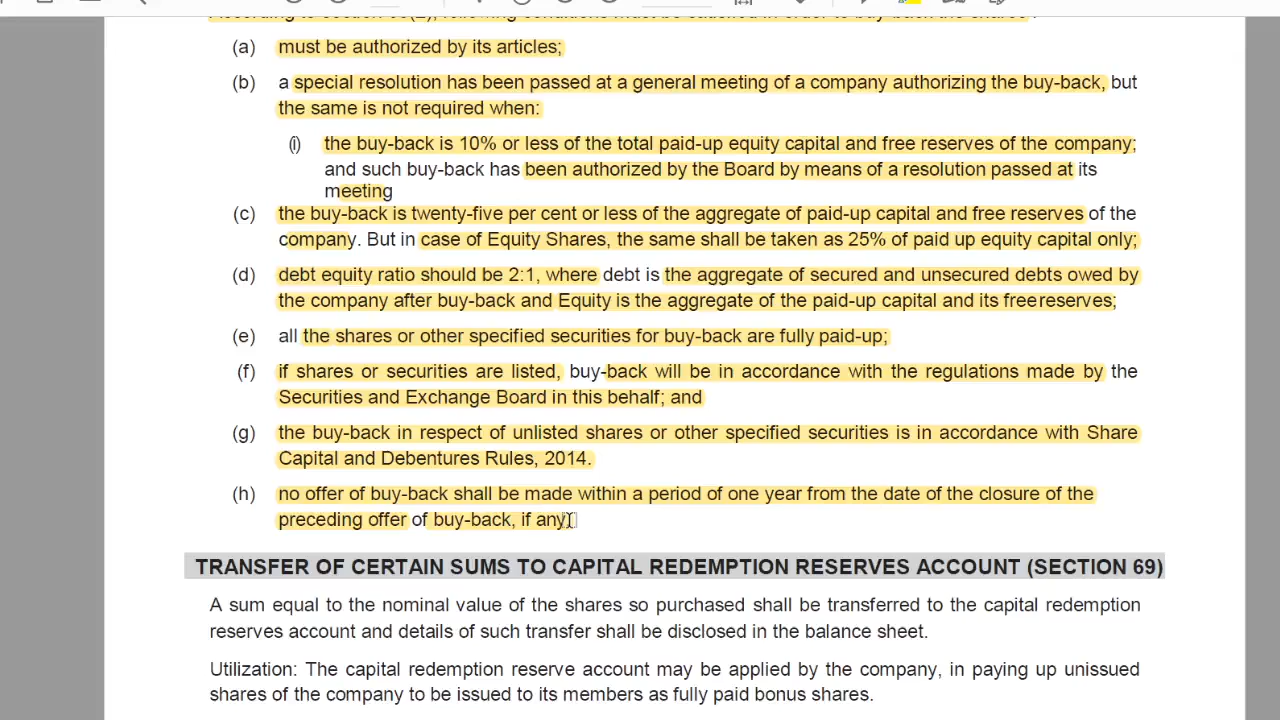 (a) must be authorized by its articles;
(b) a special resolution has been passed at a general meeting of a company authorizing the buy-back, but
the same is not required when:
(i) the buy-back is 10% or less of the total paid-up equity capital and free reserves of the company;
and such buy-back has been authorized by the Board by means of a resolution passed at its
meeting
(c) the buy-back is twenty-five per cent or less of the aggregate of paid-up capital and free reserves of the
company. But in case of Equity Shares, the same shall be taken as 25% of paid up equity capital only;
(d) debt equity ratio should be 2:1, where debt is the aggregate of secured and unsecured debts owed by
the company after buy-back and Equity is the aggregate of the paid-up capital and its freereserves;
(e) all the shares or other specified securities for buy-back are fully paid-up;
(f) if shares or securities are listed, buy-back will be in accordance with the regulations made by the
Securities and Exchange Board in this behalf; and
(g) the buy-back in respect of unlisted shares or other specified securities is in accordance with Share
Capital and Debentures Rules, 2014.
(h) no offer of buy-back shall be made within a period of one year from the date of the closure of the
preceding offer of buy-back, if any
TRANSFER OF CERTAIN SUMS TO CAPITAL REDEMPTION RESERVES ACCOUNT (SECTION 69)
A sum equal to the nominal value of the shares so purchased shall be transferred to the capital redemption
reserves account and details of such transfer shall be disclosed in the balance sheet.
Utilization: The capital redemption reserve account may be applied by the company, in paying up unissued
shares of the company to be issued to its members as fully paid bonus shares.